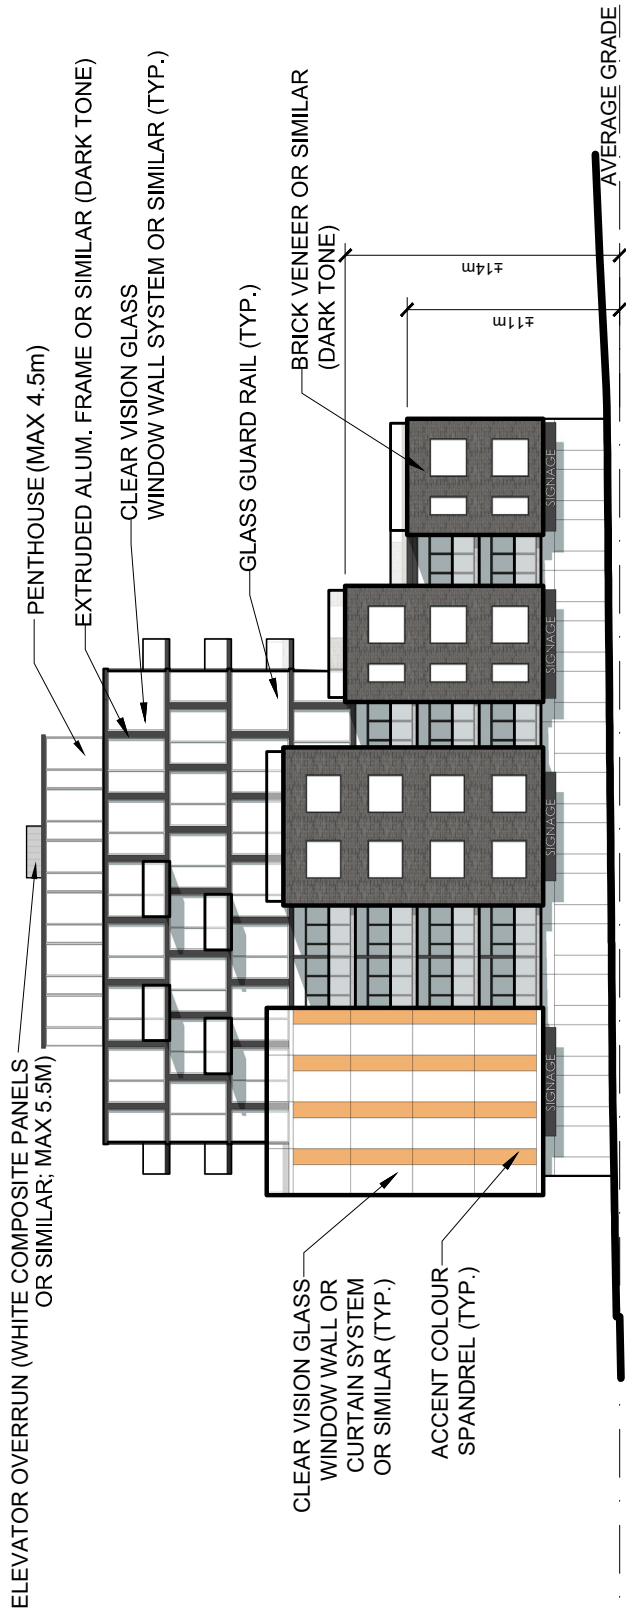 ELEVATOR OVERRUN (WHITE COMPOSITE PANELS
OR SIMILAR; MAX 5.5M)
PENTHOUSE (MAX 4.5m)
EXTRUDED ALUM. FRAME OR SIMILAR (DARK TONE)
CLEAR VISION GLASS
WINDOW WALL SYSTEM OR SIMILAR (TYP.)
GLASS GUARD RAIL (TYP.)
BRICK VENEER OR SIMILAR
(DARK TONE)
CLEAR VISION GLASS
WINDOW WALL OR
CURTAIN SYSTEM
OR SIMILAR (TYP.)
ACCENT COLOUR
SPANDREL (TYP.)
±14m
±11m
SIGNAGE
SIGNAGE
SIGNAGE
SIGNAGE
AVERAGE GRADE